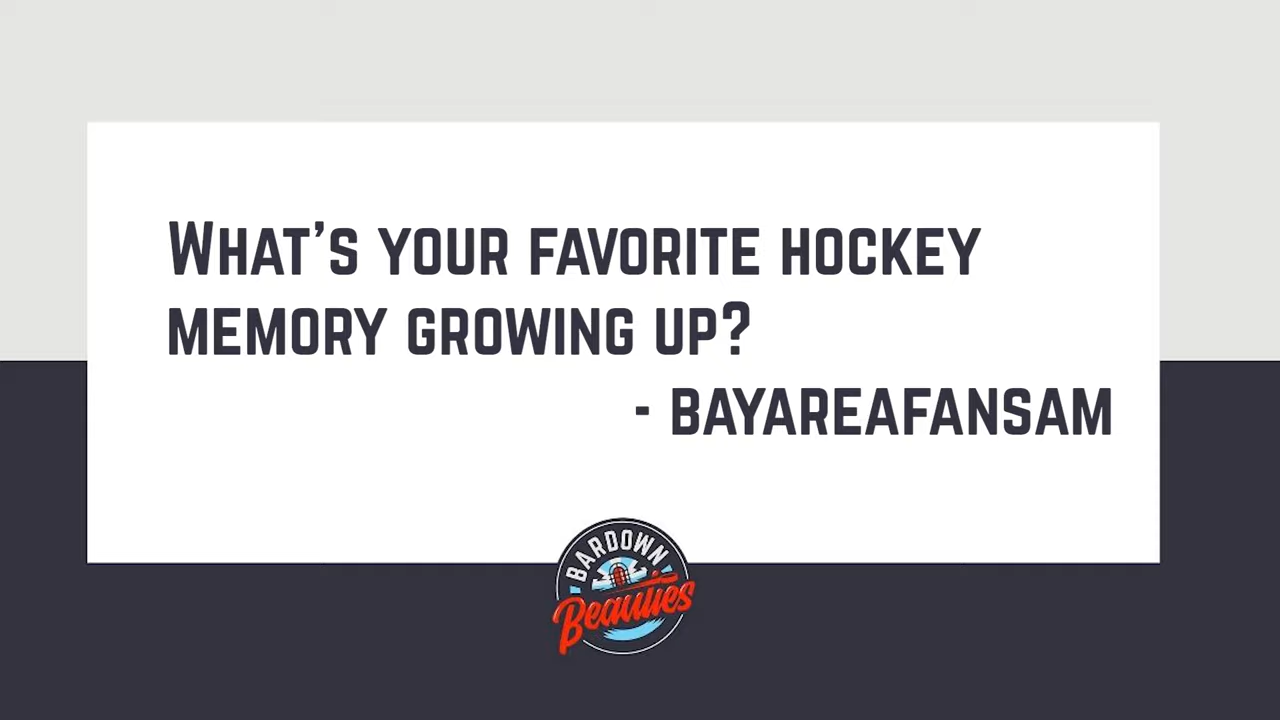 What's your favorite hockey
memory growing up?
- bayareafansam
BARDOWN
Beauties